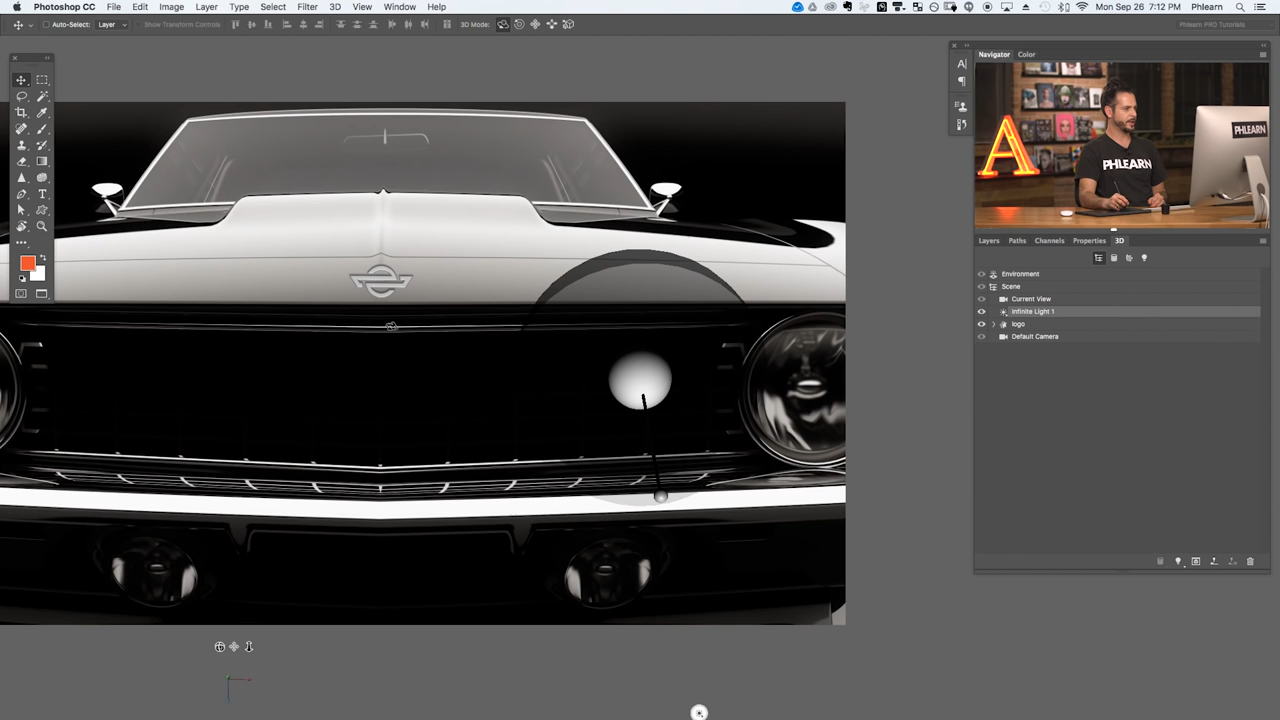 Photoshop CC File Edit Image Layer Type Select Filter 3D View Window Help Mon Sep 26 7:12 PM Phlearn
Auto-Select: Layer Show Transform Controls 3D Mode: Phlearn PRO Tutorials
Navigator Color
A
PHLEARN
PHLEARN
Layers Paths Channels Properties 3D
Environment
Scene
Current View
Infinite Light 1
logo
Default Camera